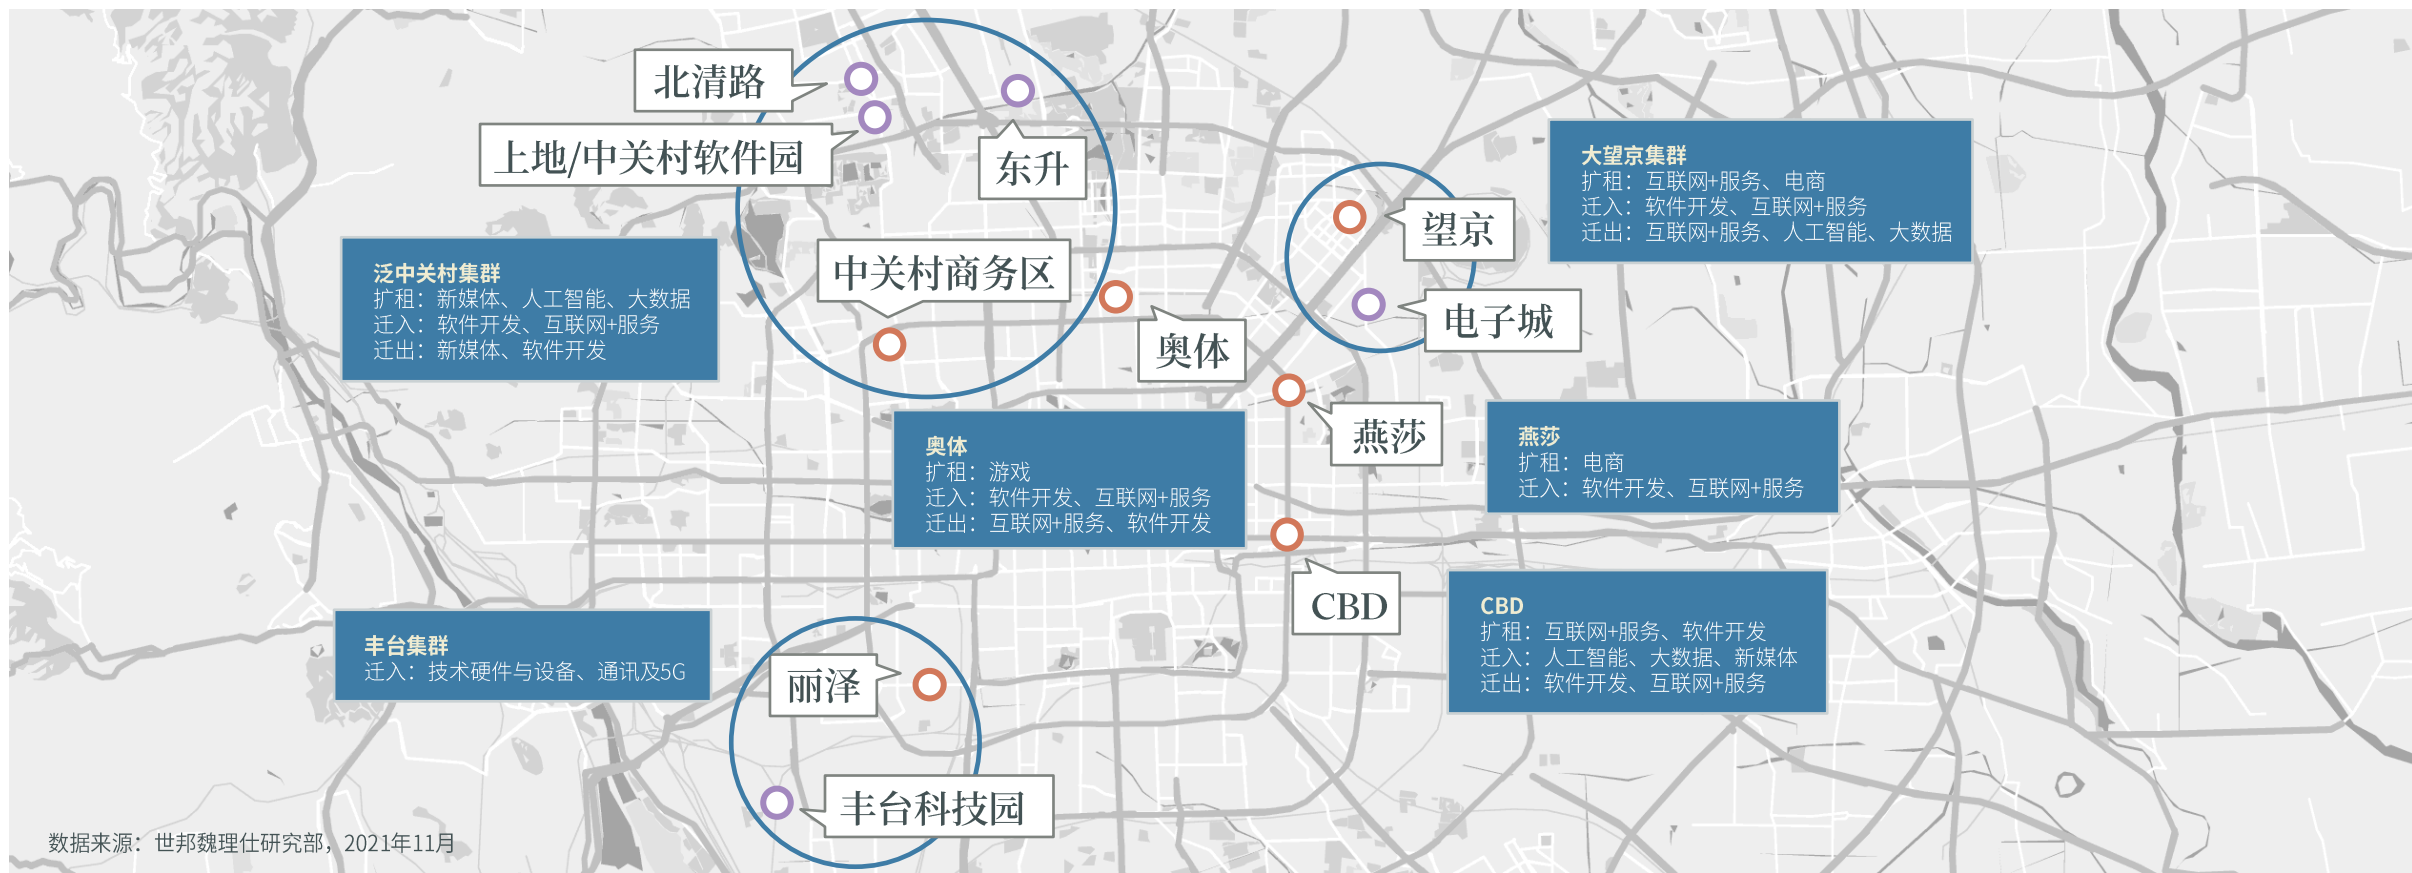 北清路
上地/中关村软件园
东升
中关村商务区
奥体
望京
电子城
燕莎
CBD
丽泽
丰台科技园
泛中关村集群
扩租：新媒体、人工智能、大数据
迁入：软件开发、互联网+服务
迁出：新媒体、软件开发
大望京集群
扩租：互联网+服务、电商
迁入：软件开发、互联网+服务
迁出：互联网+服务、人工智能、大数据
奥体
扩租：游戏
迁入：软件开发、互联网+服务
迁出：互联网+服务、软件开发
燕莎
扩租：电商
迁入：软件开发、互联网+服务
CBD
扩租：互联网+服务、软件开发
迁入：人工智能、大数据、新媒体
迁出：软件开发、互联网+服务
丰台集群
迁入：技术硬件与设备、通讯及5G
数据来源：世邦魏理仕研究部，2021年11月